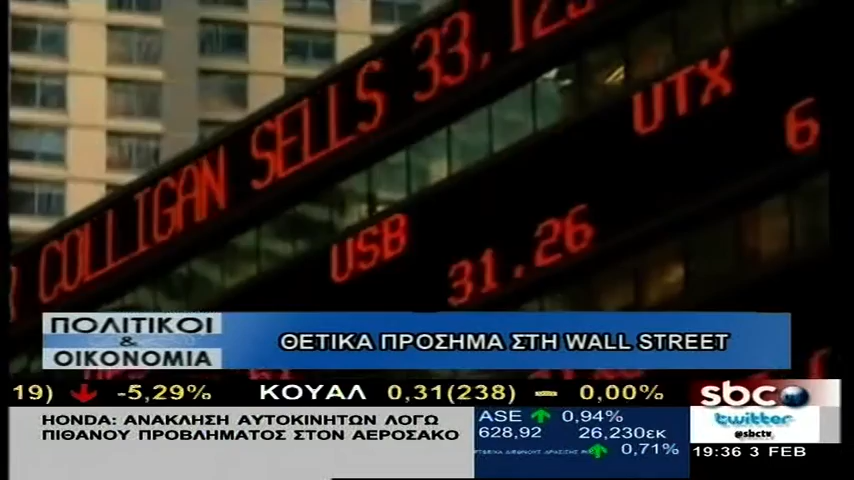 COLLIGAN SELLS 33,
UTX 6
USB 31.26
ΠΟΛΙΤΙΚΟΙ
&
ΟΙΚΟΝΟΜΙΑ
ΘΕΤΙΚΑ ΠΡΟΣΗΜΑ ΣΤΗ WALL STREET
19) -5,29% ΚΟΥΑΛ 0,31(238) 0,00%
HONDA: ΑΝΑΚΛΗΣΗ ΑΥΤΟΚΙΝΗΤΩΝ ΛΟΓΩ
ΠΙΘΑΝΟΥ ΠΡΟΒΛΗΜΑΤΟΣ ΣΤΟΝ ΑΕΡΟΣΑΚΟ
ASE 0,94%
628,92 26,230εκ
0,71%
sbc
twitter
@sbctv
19:36 3 FEB